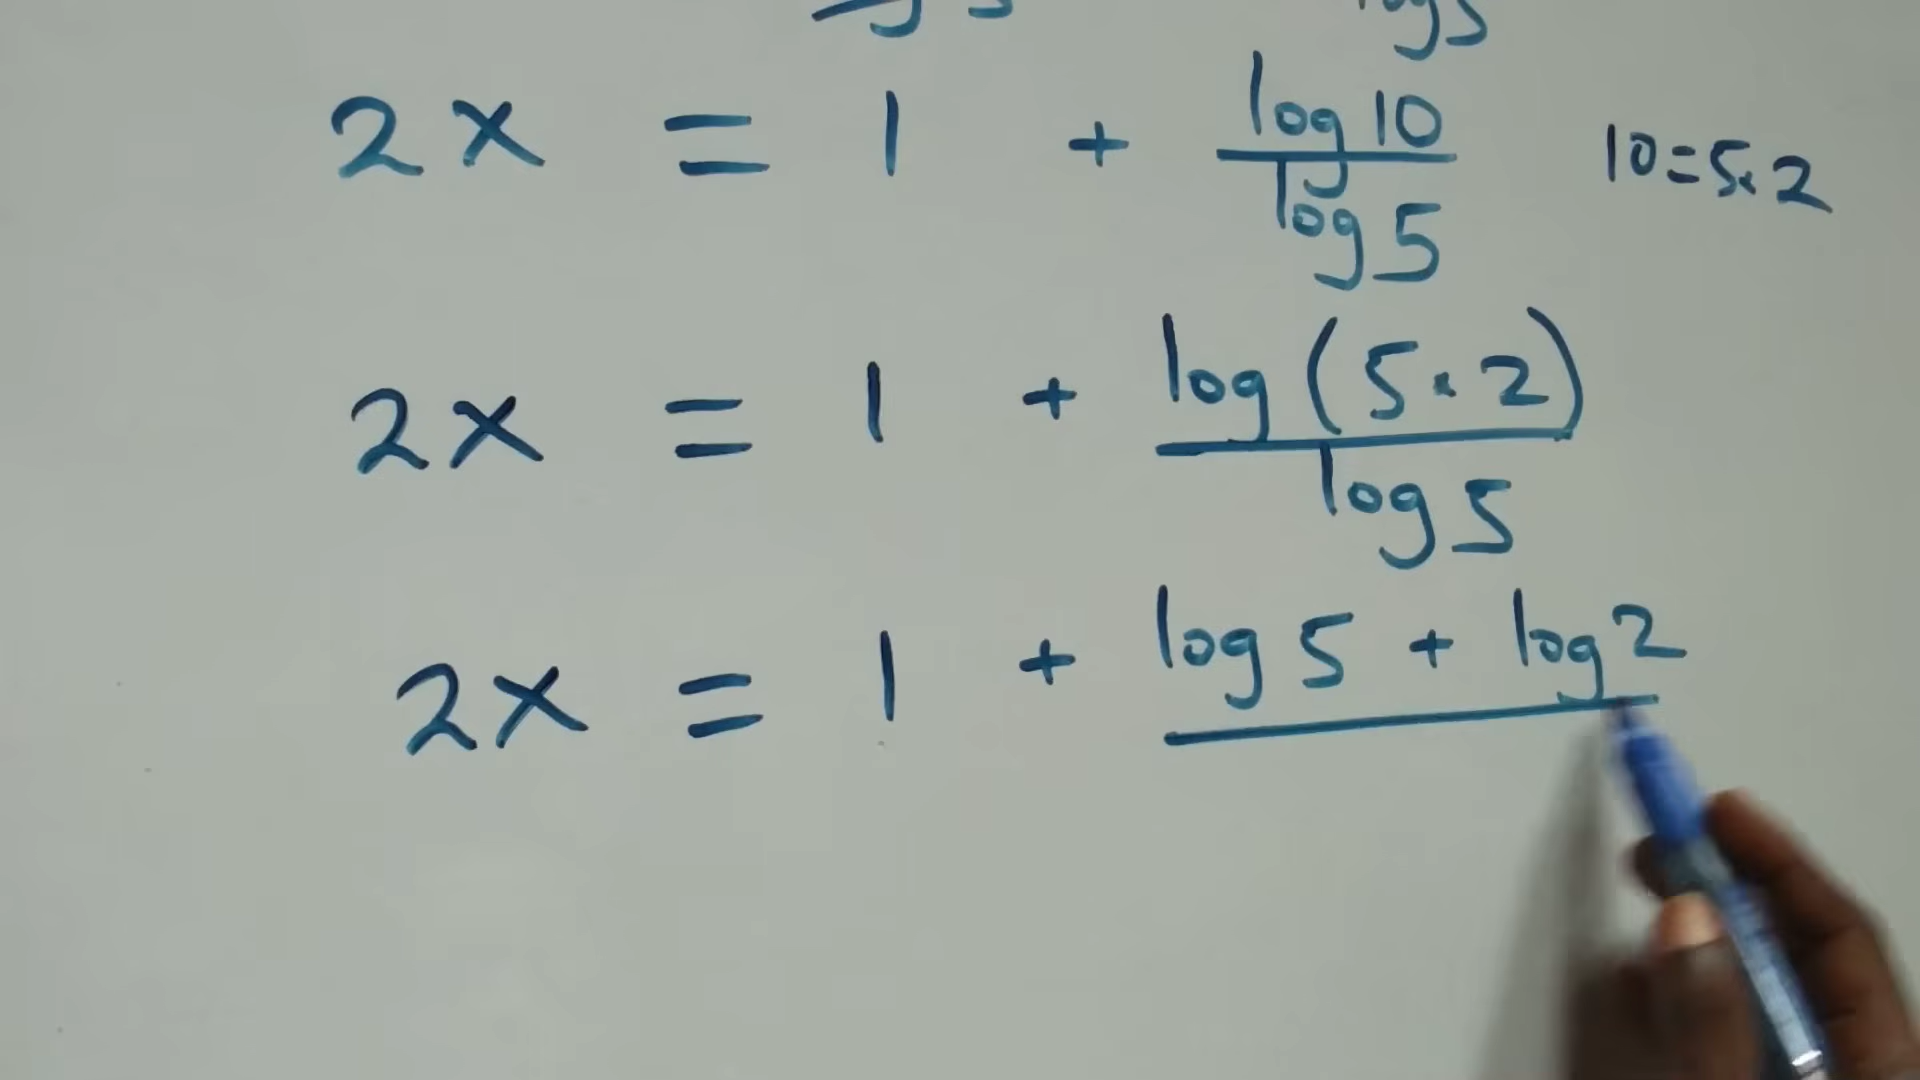 2x = 1 + log 10 / log 5
10 = 5 · 2
2x = 1 + log (5 · 2) / log 5
2x = 1 + log 5 + log 2